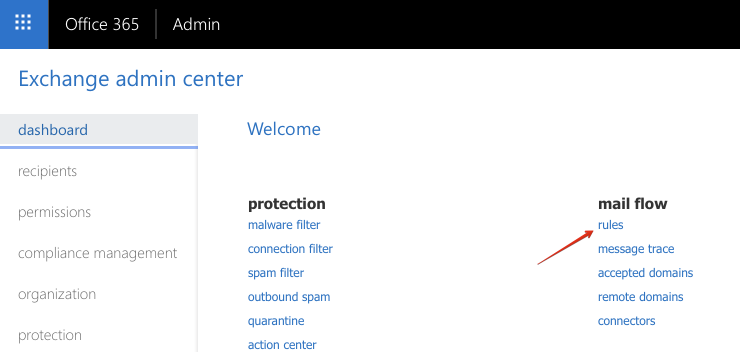 Office 365 Admin
Exchange admin center
dashboard
recipients
permissions
compliance management
organization
protection
Welcome
protection
malware filter
connection filter
spam filter
outbound spam
quarantine
action center
mail flow
rules
message trace
accepted domains
remote domains
connectors